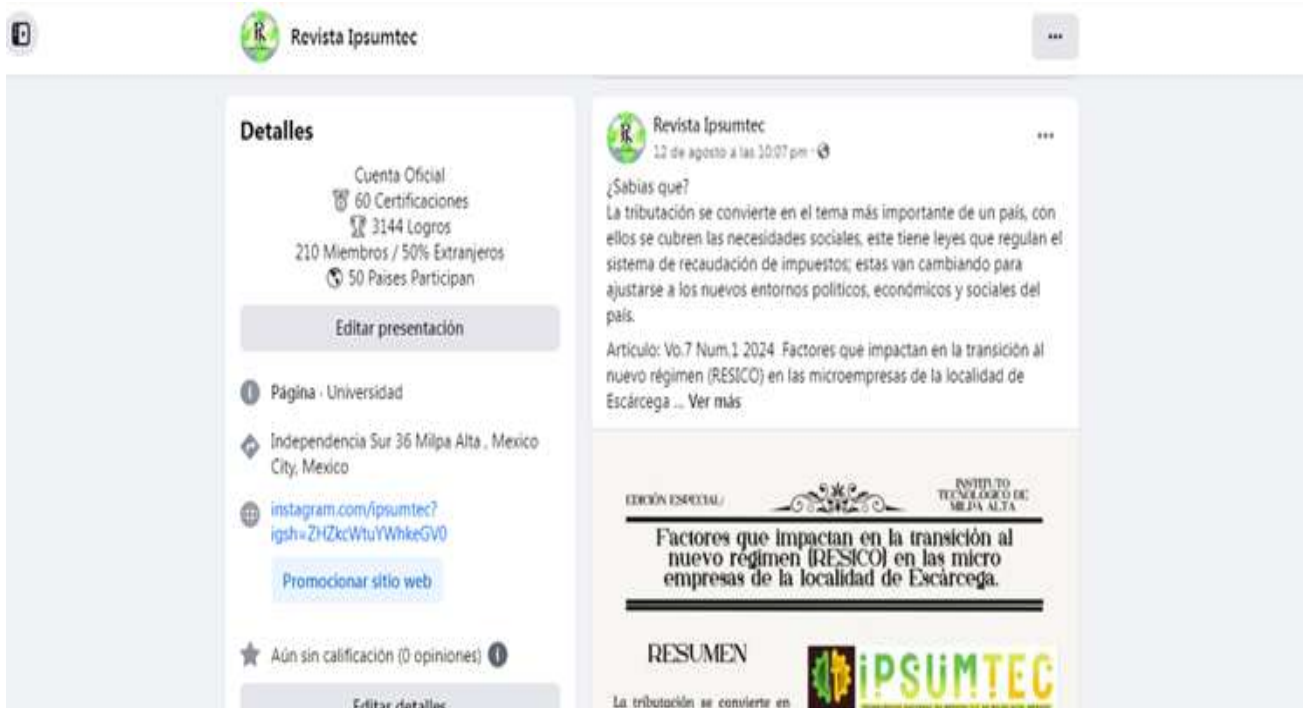 Revista Ipsumtec
Detalles
Cuenta Oficial
60 Certificaciones
3144 Logros
210 Miembros / 50% Extranjeros
50 Paises Participan
Editar presentación
Página · Universidad
Independencia Sur 36 Milpa Alta , Mexico
City, Mexico
instagram.com/ipsumtec?
igsh=ZHZkcWtuYWhkeGV0
Promocionar sitio web
Aún sin calificación (0 opiniones)
Editar detalles
Revista Ipsumtec
12 de agosto a las 10:07 pm ·
¿Sabias que?
La tributación se convierte en el tema más importante de un país, con
ellos se cubren las necesidades sociales, este tiene leyes que regulan el
sistema de recaudación de impuestos; estas van cambiando para
ajustarse a los nuevos entornos políticos, económicos y sociales del
país.
Artículo: Vo.7 Num.1 2024 Factores que impactan en la transición al
nuevo régimen (RESICO) en las microempresas de la localidad de
Escárcega ... Ver más
EDICIÓN ESPECIAL/
INSTITUTO
TECNOLÓGICO DE
MILPA ALTA
Factores que impactan en la transición al
nuevo régimen (RESICO) en las micro
empresas de la localidad de Escárcega.
RESUMEN
iPSUMTEC
La tributación se convierte en